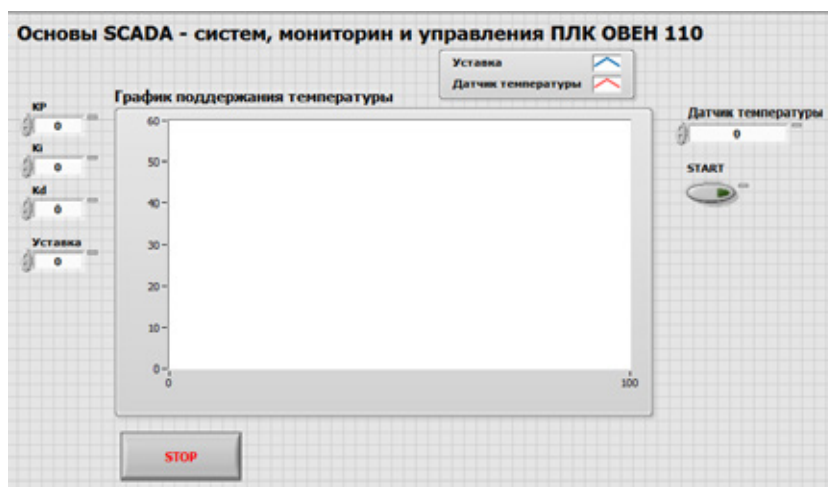 Основы SCADA - систем, мониторин и управления ПЛК ОВЕН 110
Уставка
Датчик температуры
График поддержания температуры
КР
0
Ki
0
Kd
0
Уставка
0
60
50
40
30
20
10
0
0
100
Датчик температуры
0
START
STOP